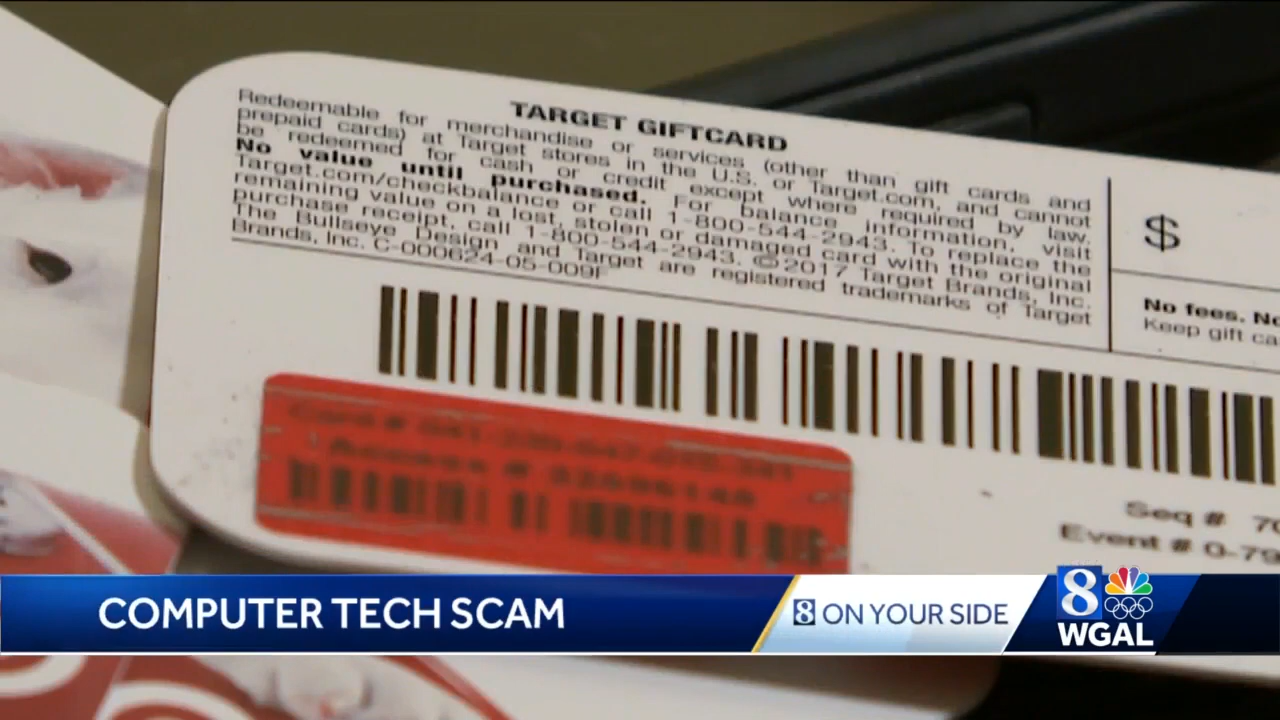 TARGET GIFTCARD
Redeemable for merchandise or services (other than gift cards and
prepaid cards) at Target stores in the U.S. or Target.com, and cannot
be redeemed for cash or credit except where required by law.
No value until purchased. For balance information, visit
Target.com/checkbalance or call 1-800-544-2943. To replace the
remaining value on a lost, stolen or damaged card with the original
purchase receipt, call 1-800-544-2943. ©2017 Target Brands, Inc.
The Bullseye Design and Target are registered trademarks of Target
Brands, Inc. C-000624-05-009F
$
No fees. No
Keep gift ca
Card #
Access #
Seq # 70
Event # 0-79
COMPUTER TECH SCAM
8 ON YOUR SIDE
8
WGAL